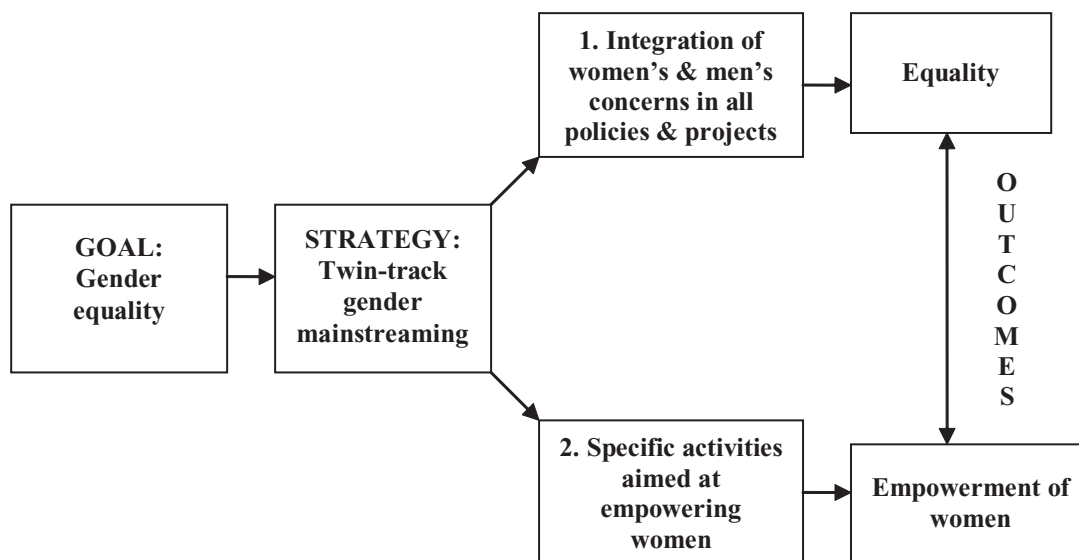 GOAL:
Gender
equality
STRATEGY:
Twin-track
gender
mainstreaming
1. Integration of
women’s & men’s
concerns in all
policies & projects
Equality
2. Specific activities
aimed at
empowering
women
Empowerment of
women
O
U
T
C
O
M
E
S